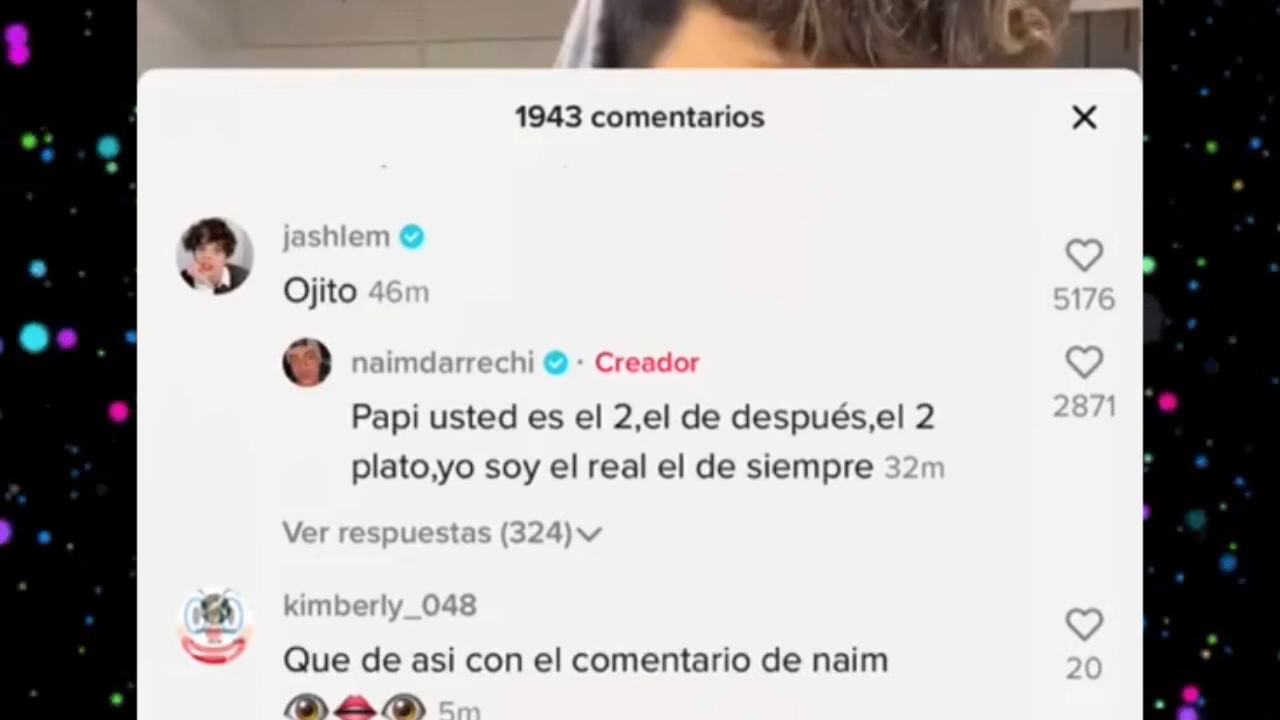 1943 comentarios
jashlem
Ojito 46m
5176
naimdarrechi · Creador
Papi usted es el 2,el de después,el 2
plato,yo soy el real el de siempre 32m
2871
Ver respuestas (324)
kimberly_048
Que de asi con el comentario de naim
👁️👄👁️ 5m
20